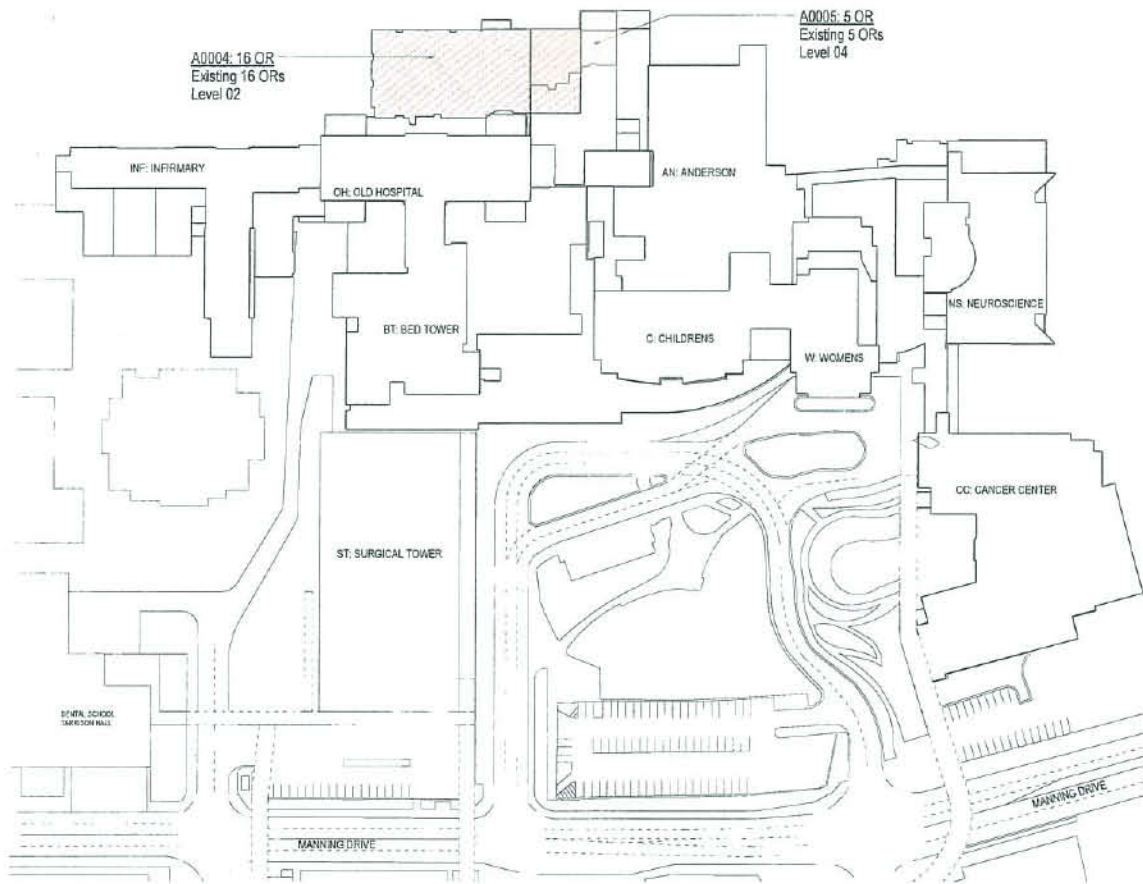 A0005: 5 OR
Existing 5 ORs
Level 04
A0004: 16 OR
Existing 16 ORs
Level 02
INF: INFIRMARY
OH: OLD HOSPITAL
AN: ANDERSON
NS: NEUROSCIENCE
BT: BED TOWER
C: CHILDRENS
W: WOMENS
CC: CANCER CENTER
ST: SURGICAL TOWER
DENTAL SCHOOL
TARRSON HALL
MANNING DRIVE
MANNING DRIVE